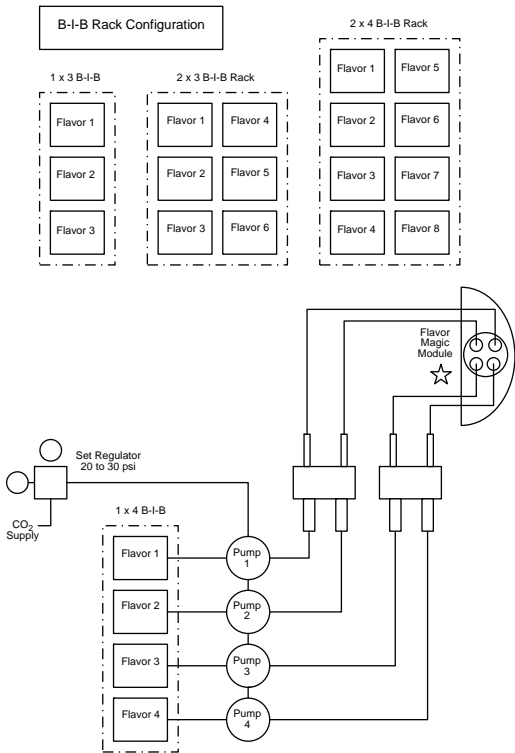 B-I-B Rack Configuration
1 x 3 B-I-B
Flavor 1
Flavor 2
Flavor 3
2 x 3 B-I-B Rack
Flavor 1
Flavor 4
Flavor 2
Flavor 5
Flavor 3
Flavor 6
2 x 4 B-I-B Rack
Flavor 1
Flavor 5
Flavor 2
Flavor 6
Flavor 3
Flavor 7
Flavor 4
Flavor 8
Flavor
Magic
Module
Set Regulator
20 to 30 psi
CO2
Supply
1 x 4 B-I-B
Flavor 1
Pump
1
Flavor 2
Pump
2
Flavor 3
Pump
3
Flavor 4
Pump
4